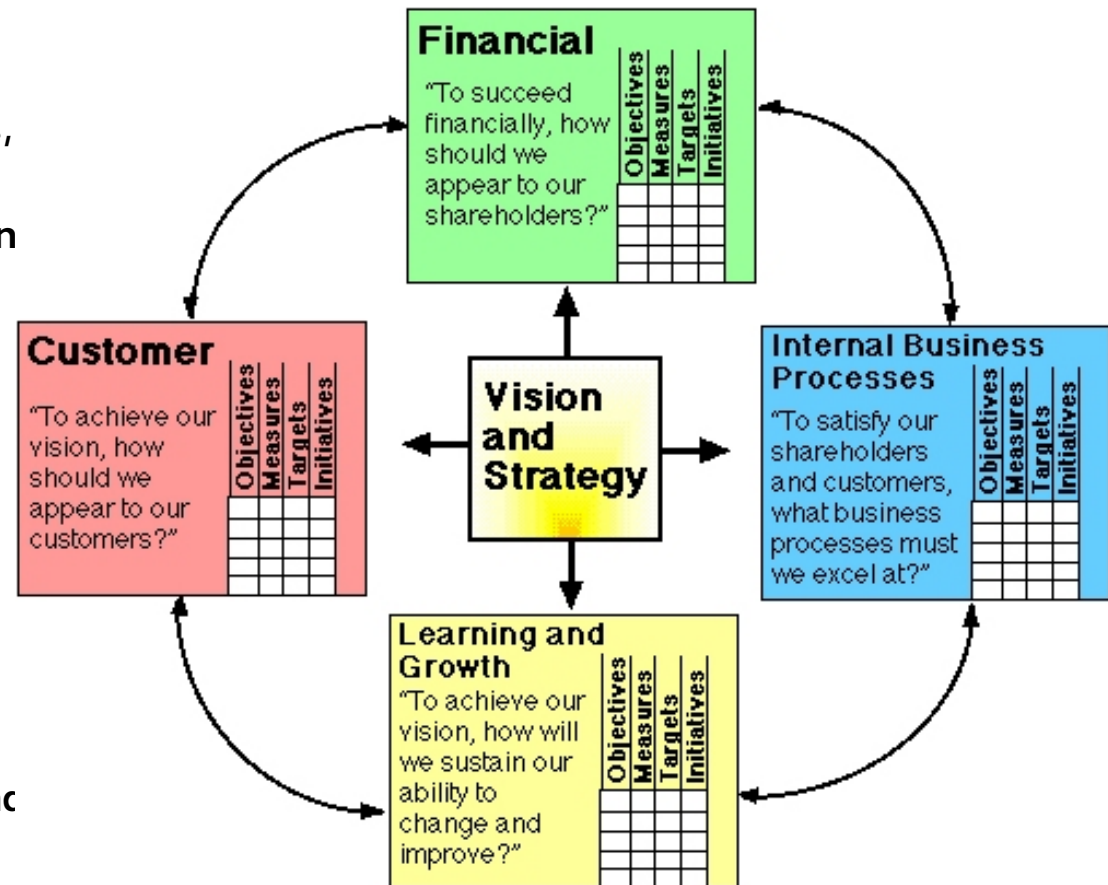 Financial
“To succeed
financially, how
should we
appear to our
shareholders?”
Objectives
Measures
Targets
Initiatives
Customer
“To achieve our
vision, how
should we
appear to our
customers?”
Objectives
Measures
Targets
Initiatives
Vision
and
Strategy
Internal Business
Processes
“To satisfy our
shareholders
and customers,
what business
processes must
we excel at?”
Objectives
Measures
Targets
Initiatives
Learning and
Growth
“To achieve our
vision, how will
we sustain our
ability to
change and
improve?”
Objectives
Measures
Targets
Initiatives